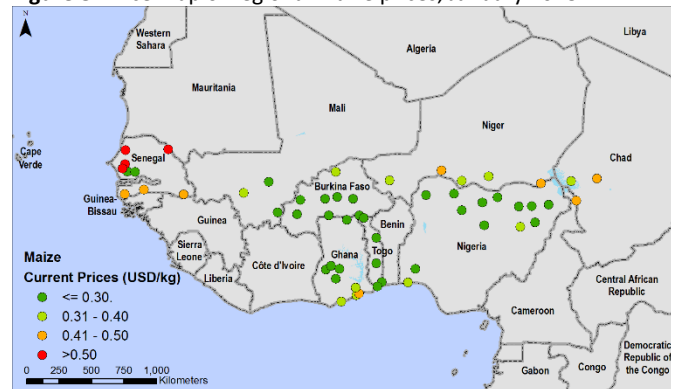 N
Western
Sahara
Algeria
Libya
Mauritania
Mali
Niger
Chad
Cape
Verde
Senegal
Burkina Faso
Guinea-
Bissau
Guinea
Benin
Nigeria
Sierra
Leone
Côte d'Ivoire
Ghana
Togo
Liberia
Central African
Republic
Cameroon
Democratic
Republic of
the Congo
Gabon
Congo
Maize
Current Prices (USD/kg)
<= 0.30.
0.31 - 0.40
0.41 - 0.50
>0.50
0 250 500 1,000
Kilometers